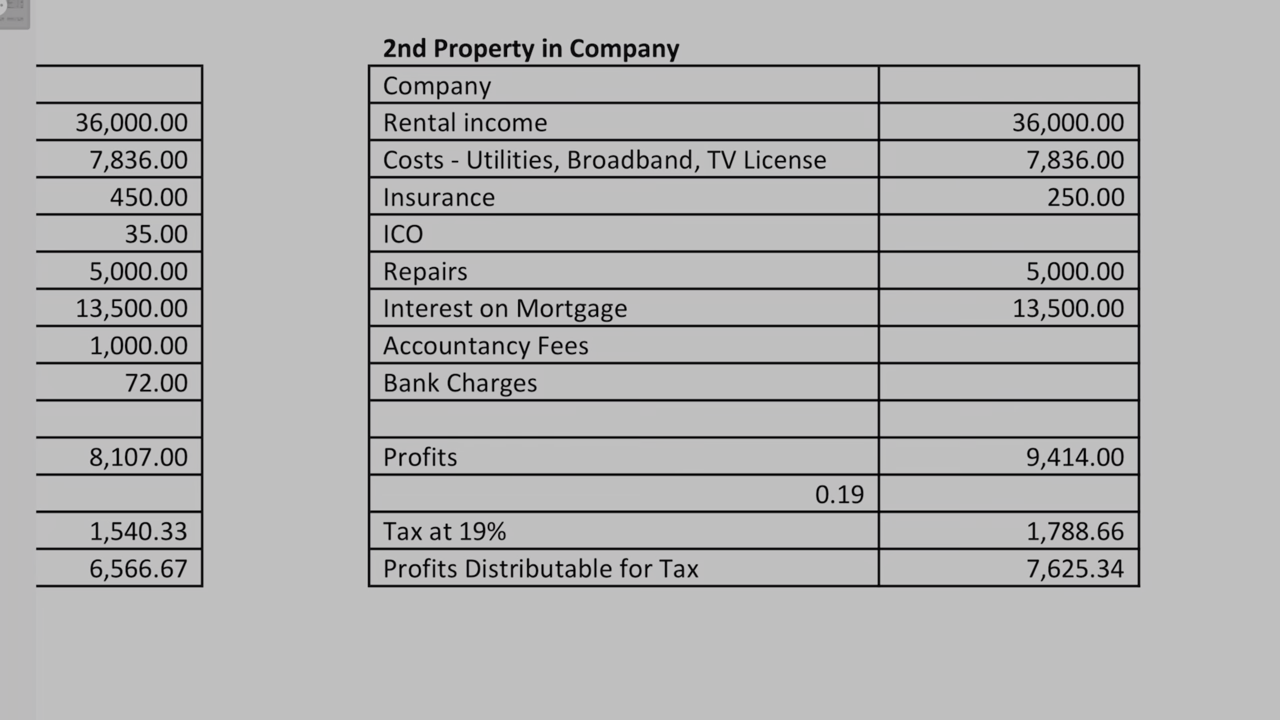 2nd Property in Company
Company
36,000.00 Rental income 36,000.00
7,836.00 Costs - Utilities, Broadband, TV License 7,836.00
450.00 Insurance 250.00
35.00 ICO
5,000.00 Repairs 5,000.00
13,500.00 Interest on Mortgage 13,500.00
1,000.00 Accountancy Fees
72.00 Bank Charges
8,107.00 Profits 9,414.00
0.19
1,540.33 Tax at 19% 1,788.66
6,566.67 Profits Distributable for Tax 7,625.34